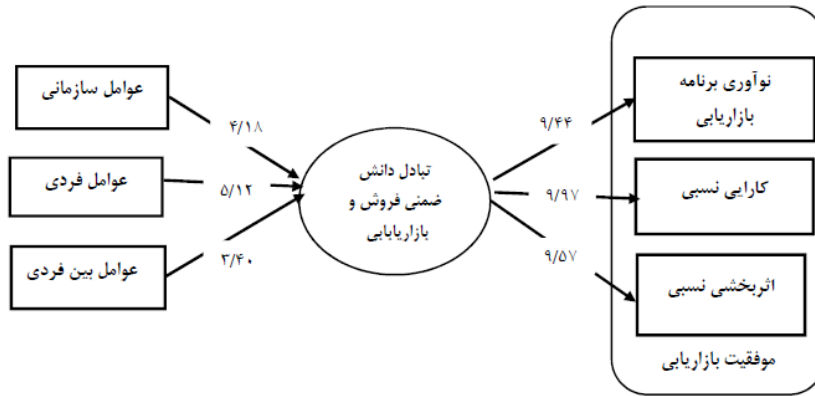 عوامل سازمانی
۴/۱۸
عوامل فردی
۵/۱۲
عوامل بین فردی
۳/۴۰
تبادل دانش
ضمنی فروش و
بازاریابابی
۹/۴۴
۹/۹۷
۹/۵۷
نوآوری برنامه
بازاریابی
کارایی نسبی
اثربخشی نسبی
موفقیت بازاریابی